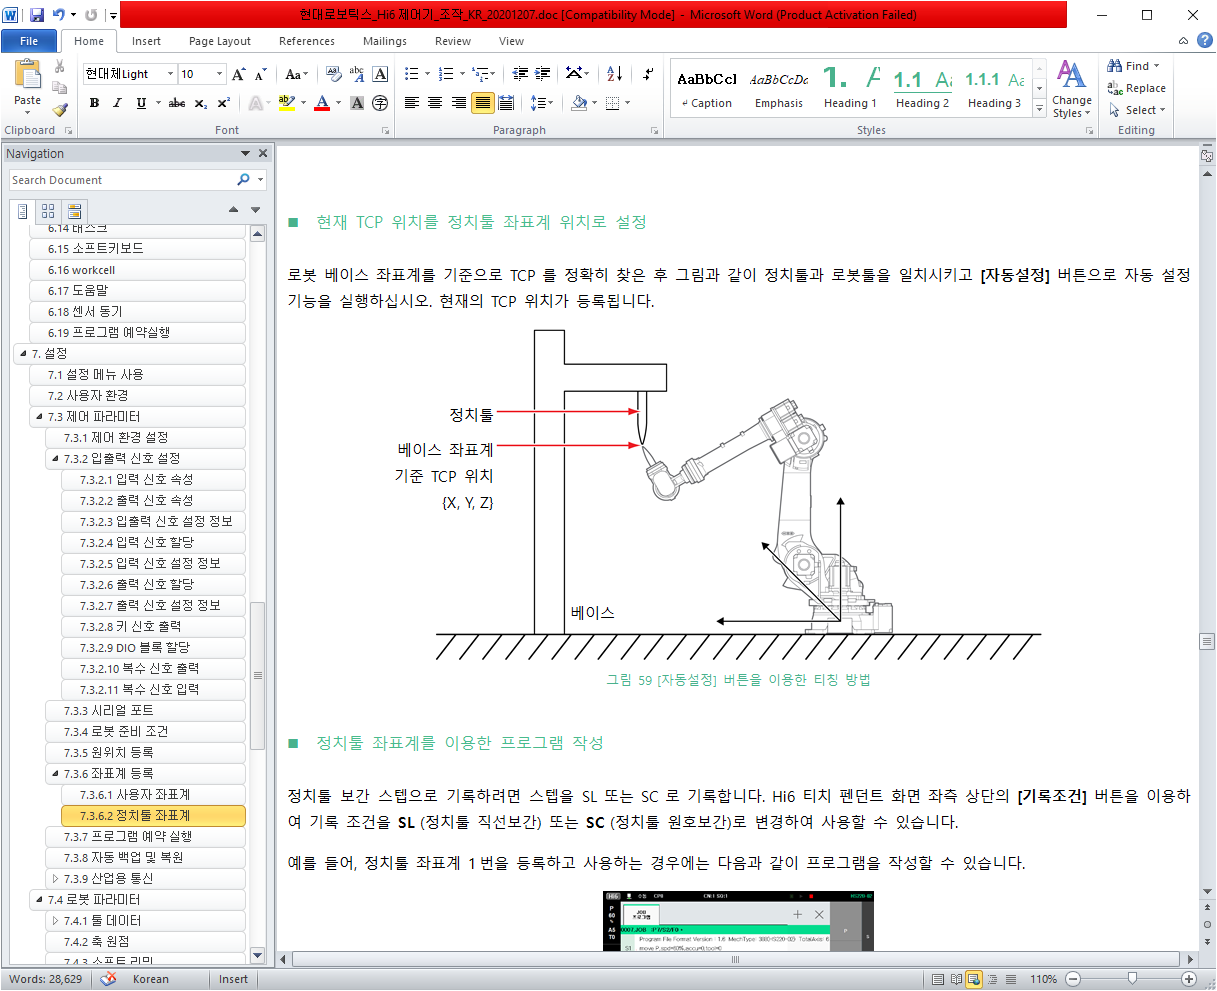 현대로보틱스_Hi6 제어기_조작_KR_20201207.doc [Compatibility Mode] - Microsoft Word (Product Activation Failed)
File Home Insert Page Layout References Mailings Review View
현대체Light 10
Paste
Clipboard Font Paragraph Styles Editing
AaBbCcI AaBbCcDc 1. A 1.1 Aa 1.1.1 Aa
Caption Emphasis Heading 1 Heading 2 Heading 3
Change Styles
Find
Replace
Select
Navigation
Search Document
6.14 태스크
6.15 소프트키보드
6.16 workcell
6.17 도움말
6.18 센서 동기
6.19 프로그램 예약실행
7. 설정
7.1 설정 메뉴 사용
7.2 사용자 환경
7.3 제어 파라미터
7.3.1 제어 환경 설정
7.3.2 입출력 신호 설정
7.3.2.1 입력 신호 속성
7.3.2.2 출력 신호 속성
7.3.2.3 입출력 신호 설정 정보
7.3.2.4 입력 신호 할당
7.3.2.5 입력 신호 설정 정보
7.3.2.6 출력 신호 할당
7.3.2.7 출력 신호 설정 정보
7.3.2.8 키 신호 출력
7.3.2.9 DIO 블록 할당
7.3.2.10 복수 신호 출력
7.3.2.11 복수 신호 입력
7.3.3 시리얼 포트
7.3.4 로봇 준비 조건
7.3.5 원위치 등록
7.3.6 좌표계 등록
7.3.6.1 사용자 좌표계
7.3.6.2 정치툴 좌표계
7.3.7 프로그램 예약 실행
7.3.8 자동 백업 및 복원
7.3.9 산업용 통신
7.4 로봇 파라미터
7.4.1 툴 데이터
7.4.2 축 원점
7.4.3 소프트 리밋
■ 현재 TCP 위치를 정치툴 좌표계 위치로 설정
로봇 베이스 좌표계를 기준으로 TCP 를 정확히 찾은 후 그림과 같이 정치툴과 로봇툴을 일치시키고 [자동설정] 버튼으로 자동 설정
기능을 실행하십시오. 현재의 TCP 위치가 등록됩니다.
정치툴
베이스 좌표계
기준 TCP 위치
{X, Y, Z}
베이스
그림 59 [자동설정] 버튼을 이용한 티칭 방법
■ 정치툴 좌표계를 이용한 프로그램 작성
정치툴 보간 스텝으로 기록하려면 스텝을 SL 또는 SC 로 기록합니다. Hi6 티치 펜던트 화면 좌측 상단의 [기록조건] 버튼을 이용하
여 기록 조건을 SL (정치툴 직선보간) 또는 SC (정치툴 원호보간)로 변경하여 사용할 수 있습니다.
예를 들어, 정치툴 좌표계 1 번을 등록하고 사용하는 경우에는 다음과 같이 프로그램을 작성할 수 있습니다.
JOB
프로그램
Program File Format Version : 1.6 MechType: 3880(HS220-02) TotalAxis: 6
S1 move P,spd=60%,accu=0,tool=0
Words: 28,629 Korean Insert 110%